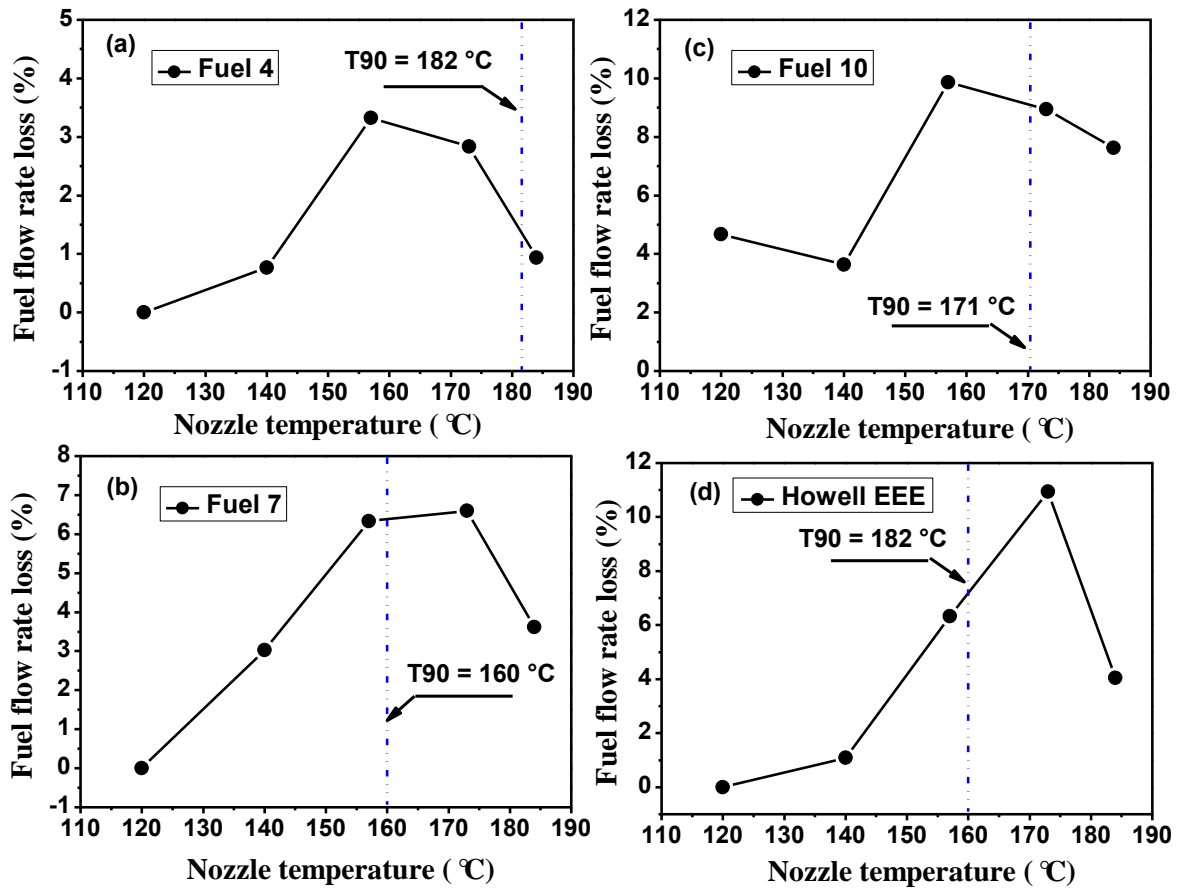 (a)
Fuel 4
T90 = 182 °C
Fuel flow rate loss (%)
5
4
3
2
1
0
-1
110 120 130 140 150 160 170 180 190
Nozzle temperature ( °C)
(c)
Fuel 10
T90 = 171 °C
Fuel flow rate loss (%)
12
10
8
6
4
2
0
110 120 130 140 150 160 170 180 190
Nozzle temperature ( °C)
(b)
Fuel 7
T90 = 160 °C
Fuel flow rate loss (%)
8
7
6
5
4
3
2
1
0
-1
110 120 130 140 150 160 170 180 190
Nozzle temperature ( °C)
(d)
Howell EEE
T90 = 182 °C
Fuel flow rate loss (%)
12
10
8
6
4
2
0
110 120 130 140 150 160 170 180 190
Nozzle temperature ( °C)